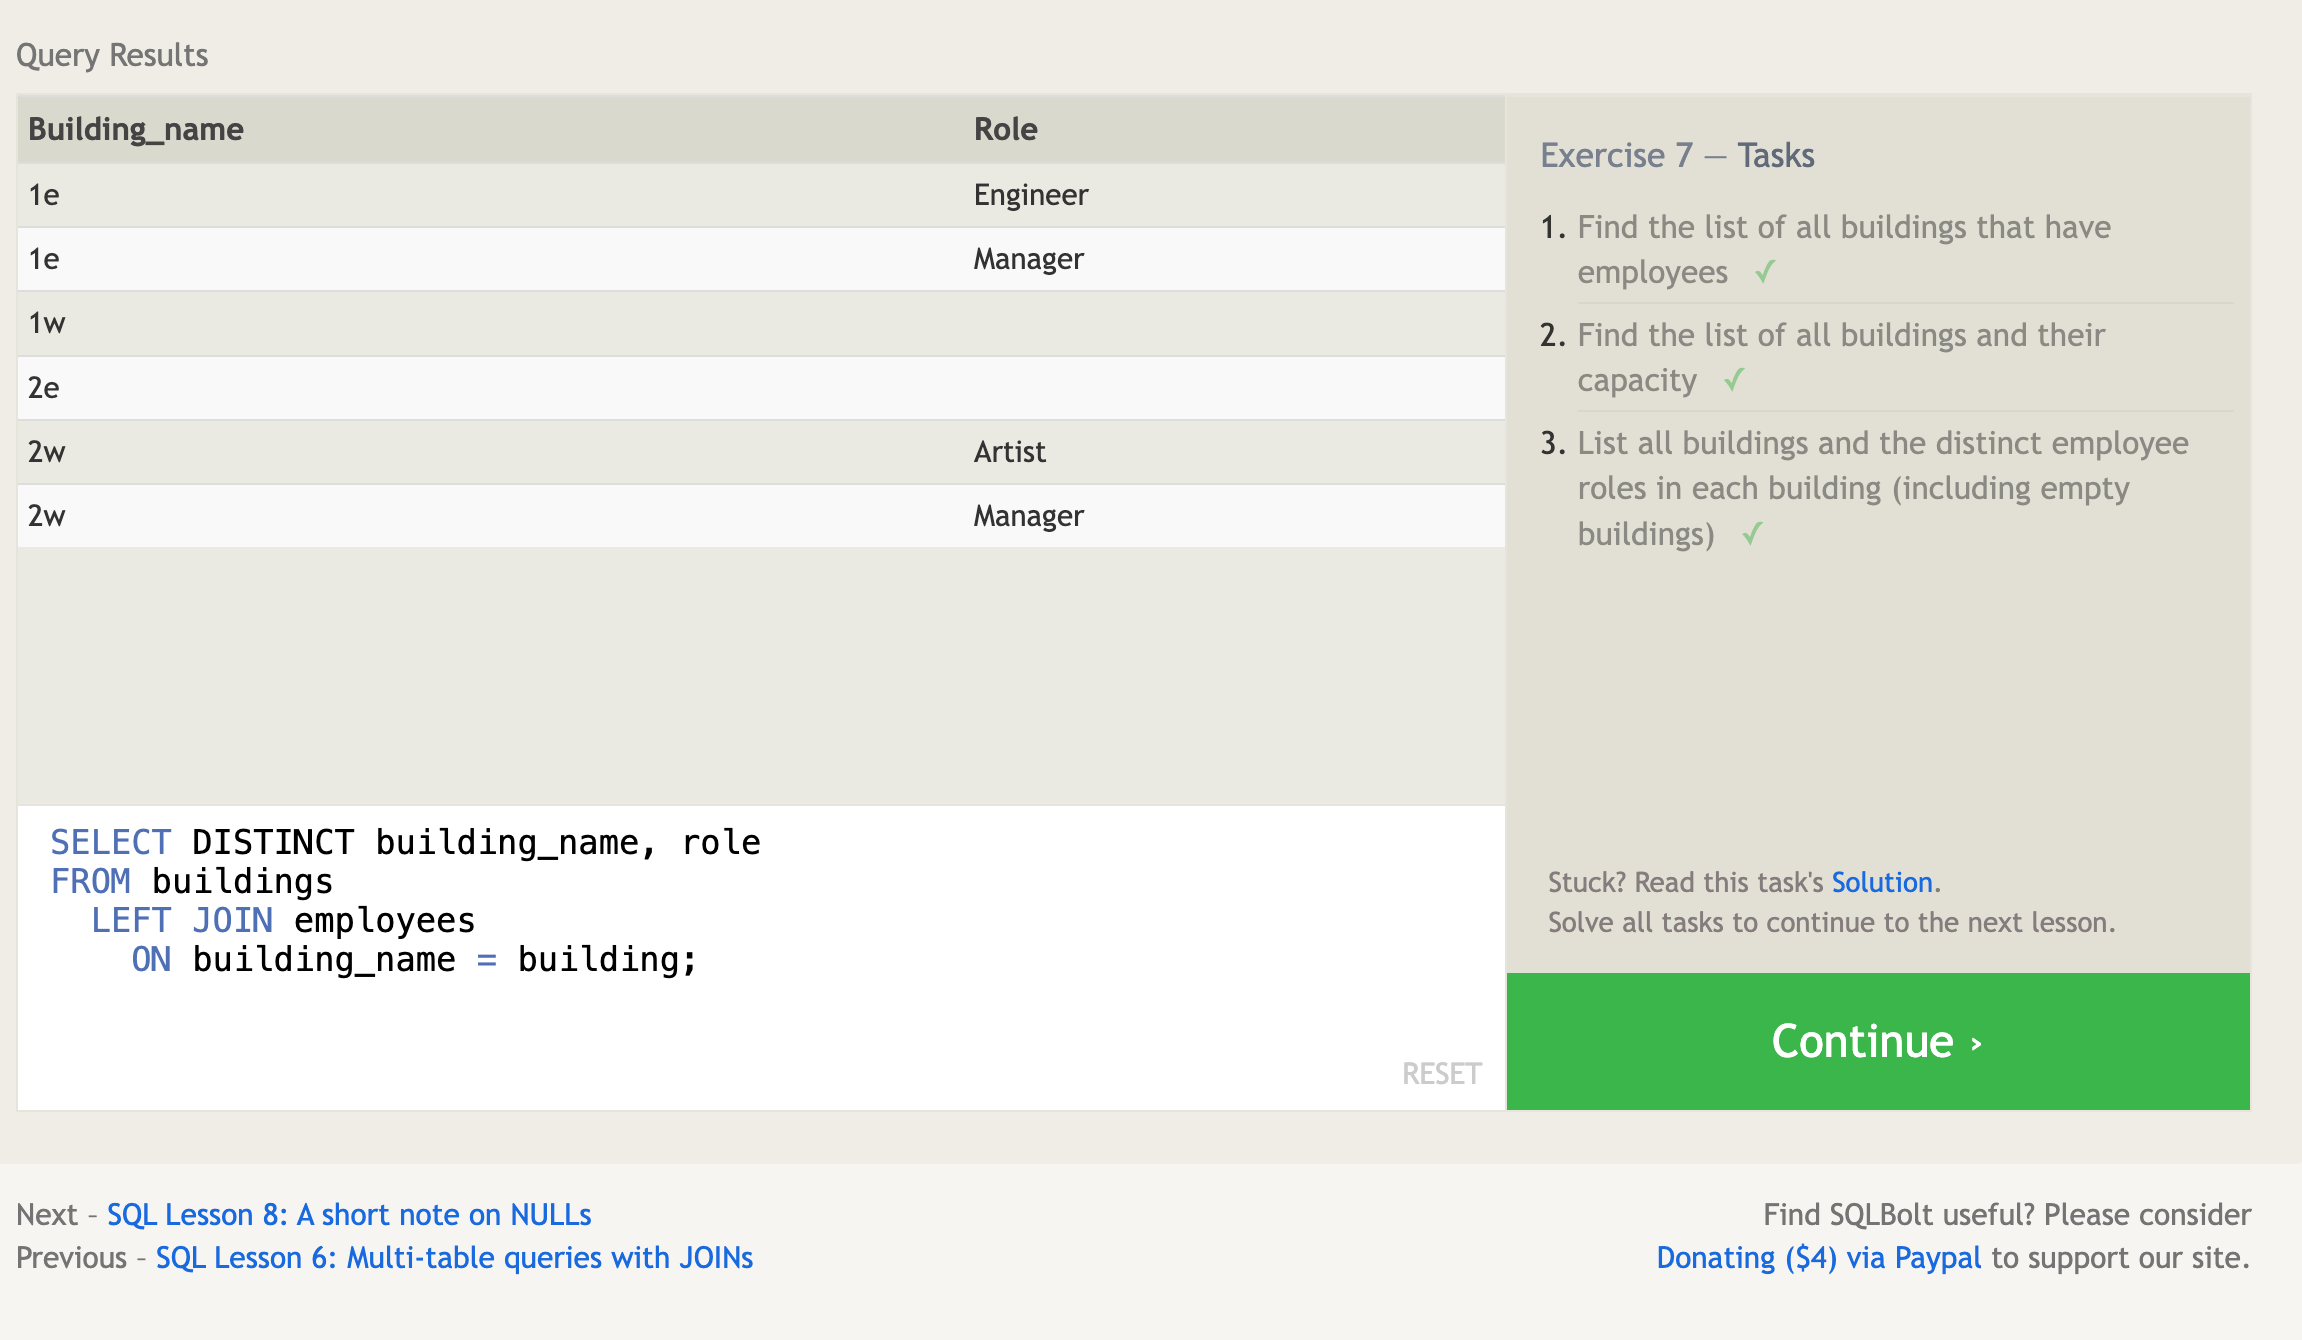 Query Results
Building_name Role
1e Engineer
1e Manager
1w
2e
2w Artist
2w Manager
SELECT DISTINCT building_name, role
FROM buildings
LEFT JOIN employees
ON building_name = building;
RESET
Exercise 7 — Tasks
1. Find the list of all buildings that have
employees ✓
2. Find the list of all buildings and their
capacity ✓
3. List all buildings and the distinct employee
roles in each building (including empty
buildings) ✓
Stuck? Read this task's Solution.
Solve all tasks to continue to the next lesson.
Continue ›
Next – SQL Lesson 8: A short note on NULLs
Previous – SQL Lesson 6: Multi-table queries with JOINs
Find SQLBolt useful? Please consider
Donating ($4) via Paypal to support our site.